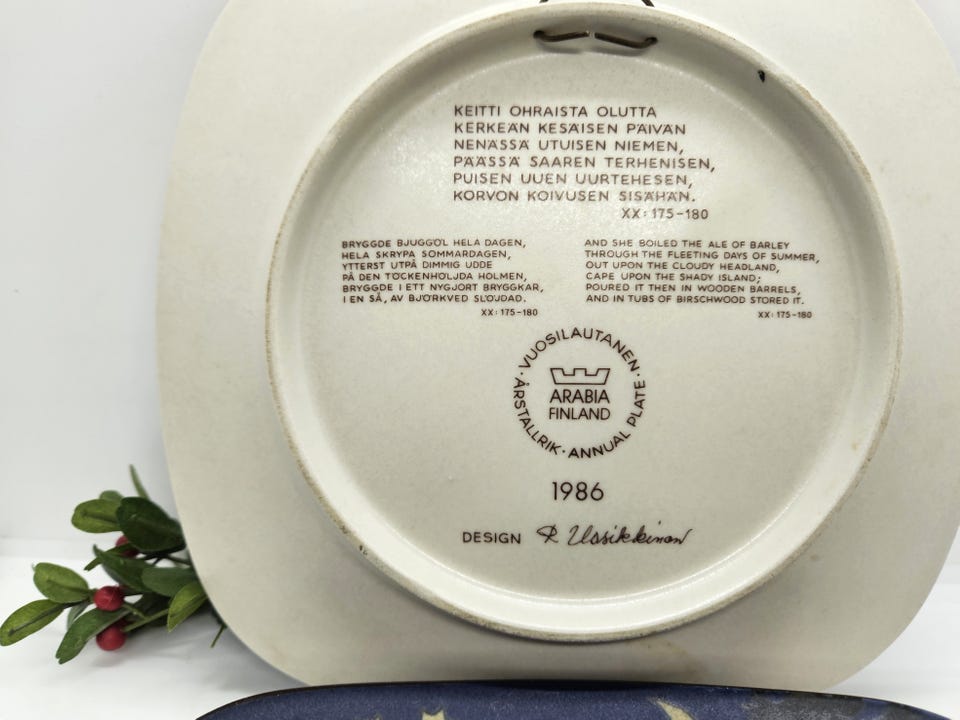 KEITTI OHRAISTA OLUTTA
KERKEÄN KESÄISEN PÄIVÄN
NENÄSSÄ UTUISEN NIEMEN,
PÄÄSSÄ SAAREN TERHENISEN,
PUISEN UUEN UURTEHESEN,
KORVON KOIVUSEN SISÄHÄN.
XX: 175-180
BRYGGDE BJUGGÖL HELA DAGEN,
HELA SKRYPA SOMMARDAGEN,
YTTERST UTPÅ DIMMIG UDDE
PÅ DEN TÖCKENHÖLJDA HOLMEN,
BRYGGDE I ETT NYGJORT BRYGGKAR,
I EN SÅ, AV BJÖRKVED SLÖJDAD.
XX: 175-180
AND SHE BOILED THE ALE OF BARLEY
THROUGH THE FLEETING DAYS OF SUMMER,
OUT UPON THE CLOUDY HEADLAND,
CAPE UPON THE SHADY ISLAND;
POURED IT THEN IN WOODEN BARRELS,
AND IN TUBS OF BIRSCHWOOD STORED IT.
XX: 175-180
· VUOSILAUTANEN · ANNUAL PLATE · ÅRSTALLRIK
ARABIA
FINLAND
1986
DESIGN R Uosikkinen